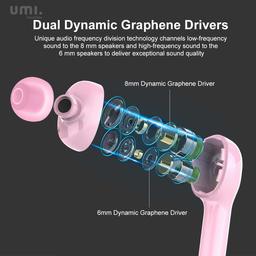 umi.
Dual Dynamic Graphene Drivers
Unique audio frequency division technology channels low-frequency
sound to the 8 mm speakers and high-frequency sound to the
6 mm speakers to deliver exceptional sound quality
8mm Dynamic Graphene Driver
6mm Dynamic Graphene Driver